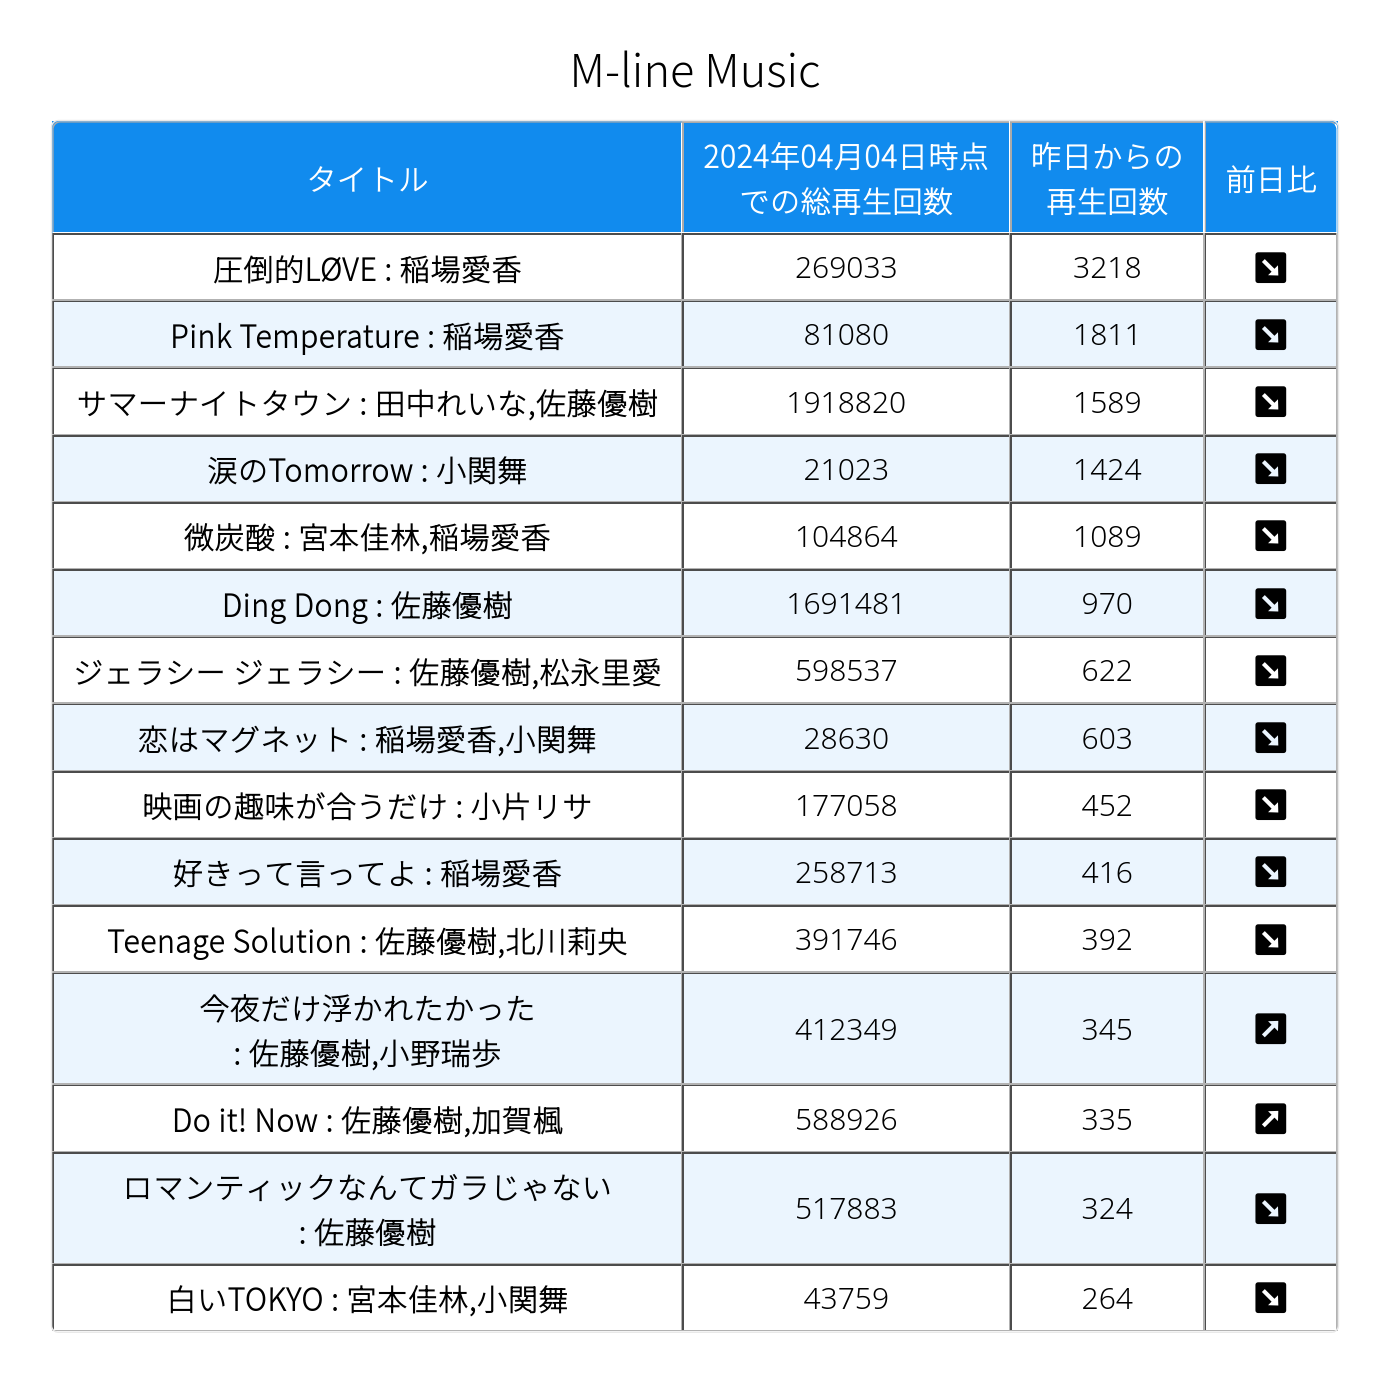 M-line Music
タイトル
2024年04月04日時点
での総再生回数
昨日からの
再生回数
前日比
圧倒的LØVE : 稲場愛香
269033
3218
Pink Temperature : 稲場愛香
81080
1811
サマーナイトタウン : 田中れいな,佐藤優樹
1918820
1589
涙のTomorrow : 小関舞
21023
1424
微炭酸 : 宮本佳林,稲場愛香
104864
1089
Ding Dong : 佐藤優樹
1691481
970
ジェラシー ジェラシー : 佐藤優樹,松永里愛
598537
622
恋はマグネット : 稲場愛香,小関舞
28630
603
映画の趣味が合うだけ : 小片リサ
177058
452
好きって言ってよ : 稲場愛香
258713
416
Teenage Solution : 佐藤優樹,北川莉央
391746
392
今夜だけ浮かれたかった
: 佐藤優樹,小野瑞歩
412349
345
Do it! Now : 佐藤優樹,加賀楓
588926
335
ロマンティックなんてガラじゃない
: 佐藤優樹
517883
324
白いTOKYO : 宮本佳林,小関舞
43759
264